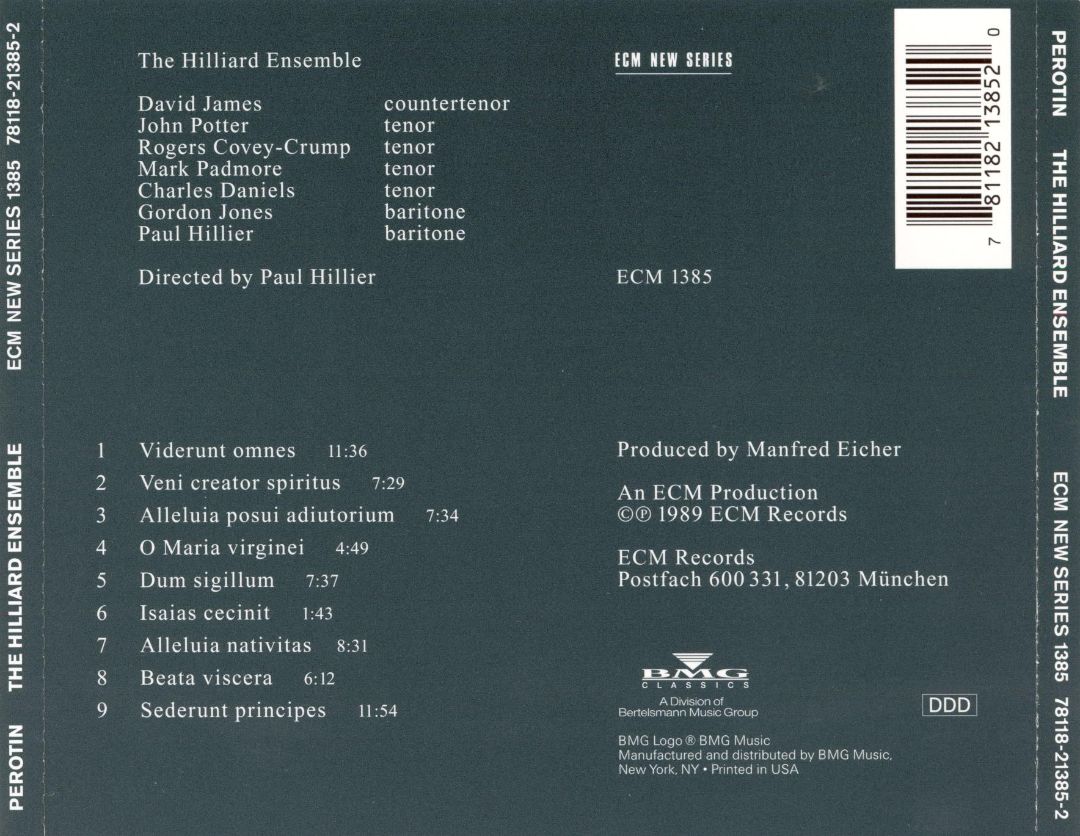 ECM NEW SERIES 1385 78118-21385-2
PEROTIN THE HILLIARD ENSEMBLE
The Hilliard Ensemble
David James countertenor
John Potter tenor
Rogers Covey-Crump tenor
Mark Padmore tenor
Charles Daniels tenor
Gordon Jones baritone
Paul Hillier baritone
Directed by Paul Hillier
ECM NEW SERIES
ECM 1385
7 81182 13852 0
1 Viderunt omnes 11:36
2 Veni creator spiritus 7:29
3 Alleluia posui adiutorium 7:34
4 O Maria virginei 4:49
5 Dum sigillum 7:37
6 Isaias cecinit 1:43
7 Alleluia nativitas 8:31
8 Beata viscera 6:12
9 Sederunt principes 11:54
Produced by Manfred Eicher
An ECM Production
©℗ 1989 ECM Records
ECM Records
Postfach 600 331, 81203 München
BMG
CLASSICS
A Division of
Bertelsmann Music Group
BMG Logo ® BMG Music
Manufactured and distributed by BMG Music,
New York, NY • Printed in USA
DDD
PEROTIN THE HILLIARD ENSEMBLE ECM NEW SERIES 1385 78118-21385-2